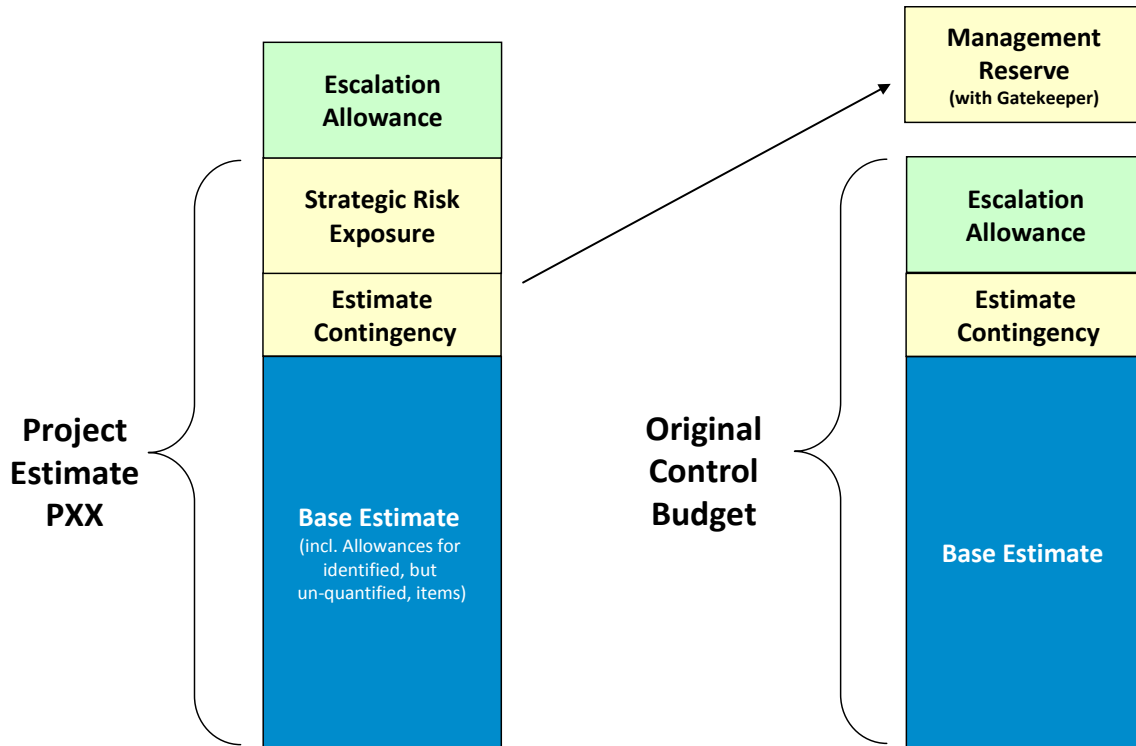 Project
Estimate
PXX
Escalation
Allowance
Strategic Risk
Exposure
Estimate
Contingency
Base Estimate
(incl. Allowances for
identified, but
un-quantified, items)
Original
Control
Budget
Management
Reserve
(with Gatekeeper)
Escalation
Allowance
Estimate
Contingency
Base Estimate